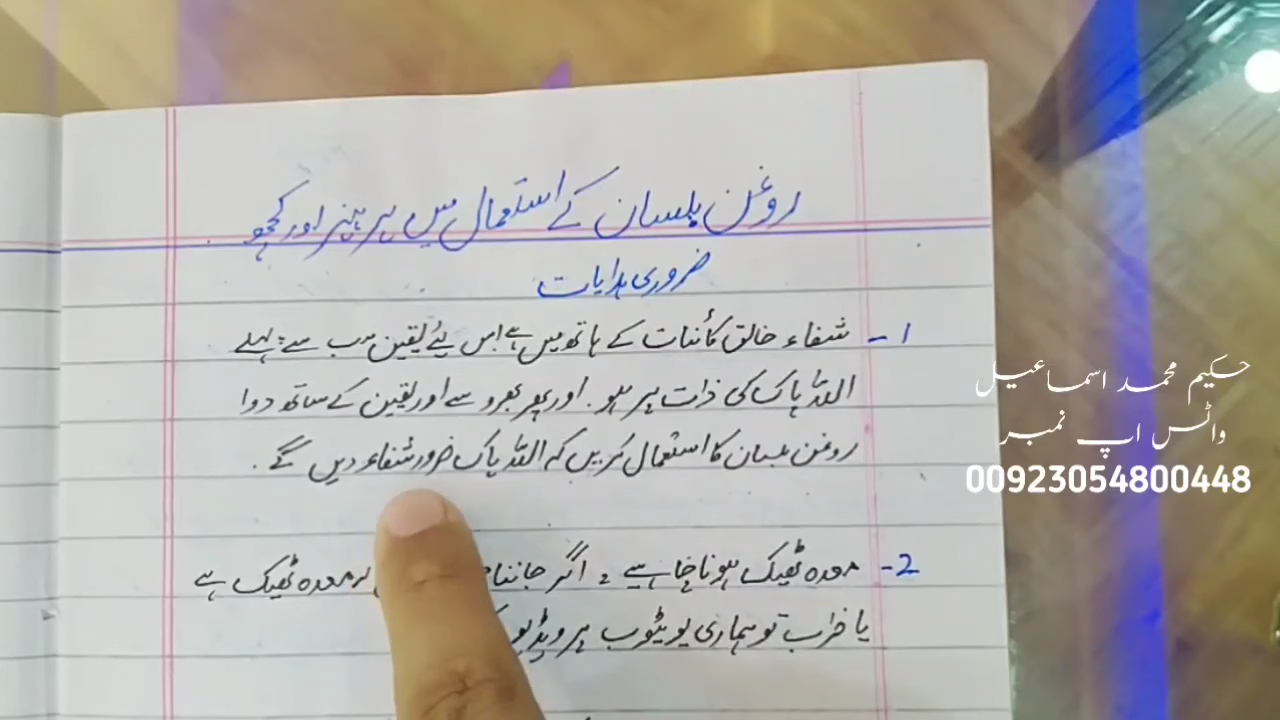 روغن بلسان کے استعمال میں پرہیز اور کچھ
ضروری ہدایات
1- شفاء خالق کائنات کے ہاتھ میں ہے اس لیے یقین سب سے پہلے
اللہ پاک کی ذات پر ہو۔ اور پھر بھروسے اور یقین کے ساتھ دوا
روغن بلسان کا استعمال کریں کہ اللہ پاک ضرور شفاء دیں گے۔
2- معدہ ٹھیک ہونا چاہیے، اگر جاننا معدہ ٹھیک ہے
یا خراب تو ہماری یوٹیوب پر ویڈیو
حکیم محمد اسماعیل
واٹس اپ نمبر
00923054800448